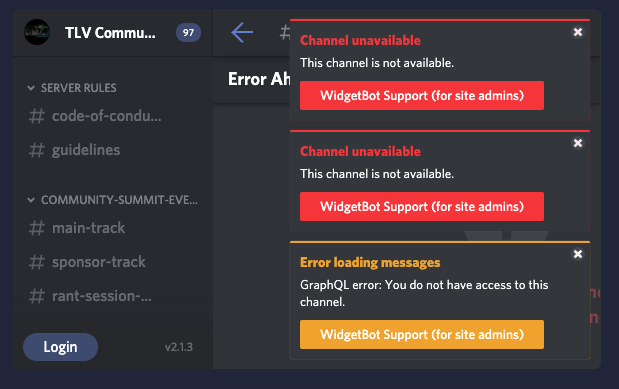 TLV Commu...
97
#
Error Ah
SERVER RULES
# code-of-condu...
# guidelines
COMMUNITY-SUMMIT-EVE...
# main-track
# sponsor-track
# rant-session-...
Login
v2.1.3
Channel unavailable
This channel is not available.
WidgetBot Support (for site admins)
Channel unavailable
This channel is not available.
WidgetBot Support (for site admins)
Error loading messages
GraphQL error: You do not have access to this
channel.
WidgetBot Support (for site admins)